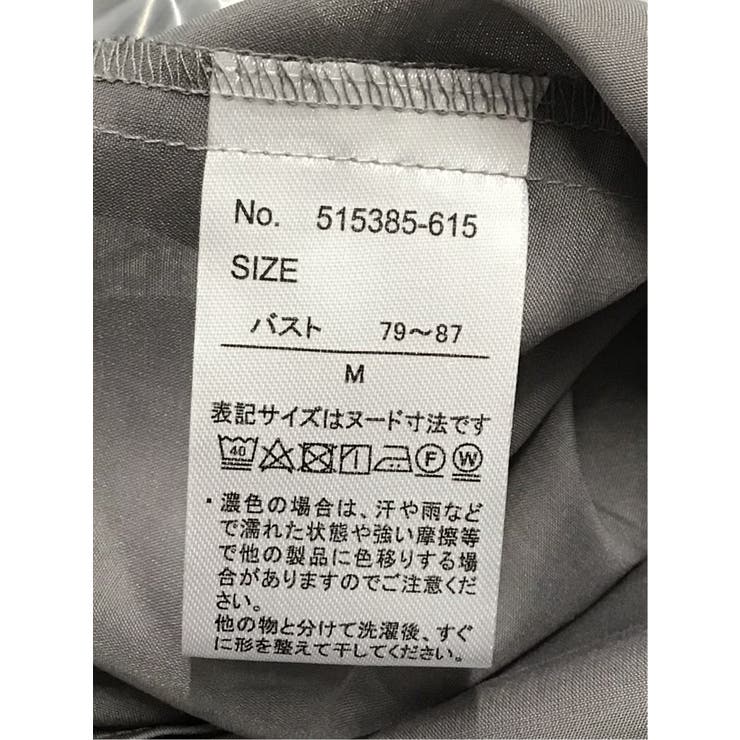 No. 515385-615
SIZE
バスト 79～87
M
表記サイズはヌード寸法です
40 F W
・濃色の場合は、汗や雨など
で濡れた状態や強い摩擦等
で他の製品に色移りする場
合がありますのでご注意くだ
さい。
他の物と分けて洗濯後、すぐ
に形を整えて干してください。